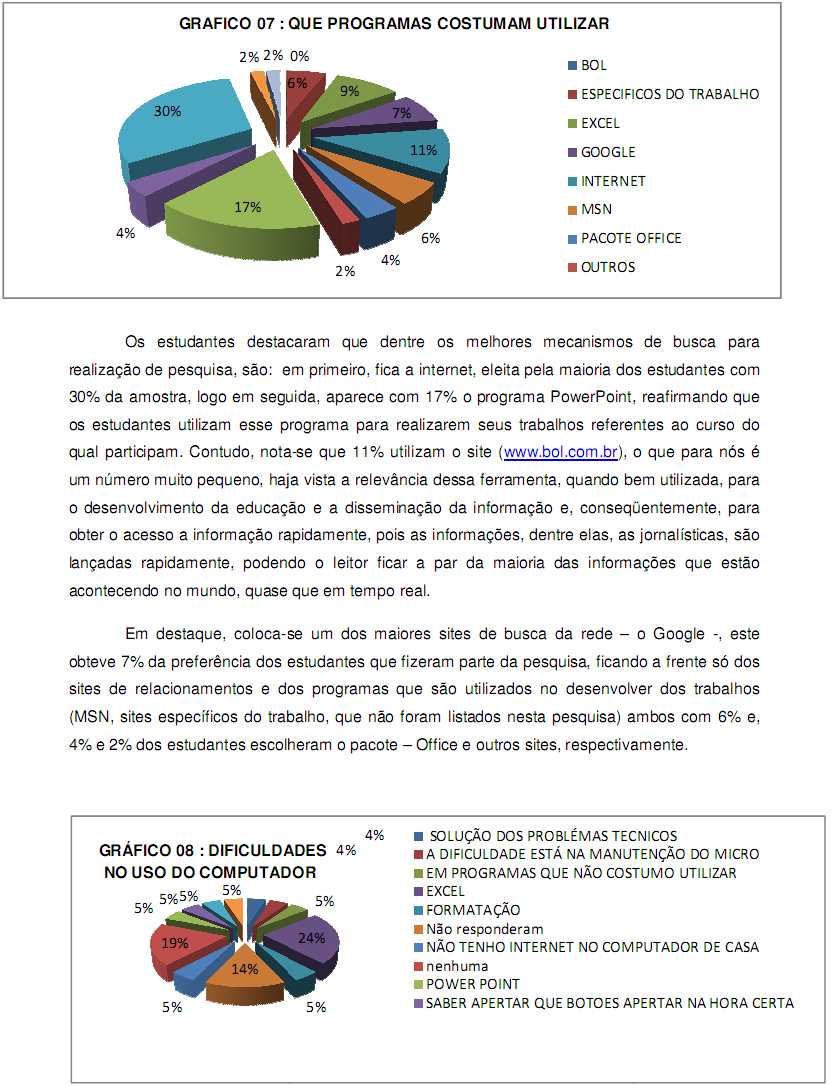 GRAFICO 07 : QUE PROGRAMAS COSTUMAM UTILIZAR
2% 2% 0%
6%
9%
7%
11%
6%
4%
2%
17%
4%
30%
BOL
ESPECIFICOS DO TRABALHO
EXCEL
GOOGLE
INTERNET
MSN
PACOTE OFFICE
OUTROS
Os estudantes destacaram que dentre os melhores mecanismos de busca para
realização de pesquisa, são: em primeiro, fica a internet, eleita pela maioria dos estudantes com
30% da amostra, logo em seguida, aparece com 17% o programa PowerPoint, reafirmando que
os estudantes utilizam esse programa para realizarem seus trabalhos referentes ao curso do
qual participam. Contudo, nota-se que 11% utilizam o site (www.bol.com.br), o que para nós é
um número muito pequeno, haja vista a relevância dessa ferramenta, quando bem utilizada, para
o desenvolvimento da educação e a disseminação da informação e, conseqüentemente, para
obter o acesso a informação rapidamente, pois as informações, dentre elas, as jornalísticas, são
lançadas rapidamente, podendo o leitor ficar a par da maioria das informações que estão
acontecendo no mundo, quase que em tempo real.
Em destaque, coloca-se um dos maiores sites de busca da rede – o Google -, este
obteve 7% da preferência dos estudantes que fizeram parte da pesquisa, ficando a frente só dos
sites de relacionamentos e dos programas que são utilizados no desenvolver dos trabalhos
(MSN, sites específicos do trabalho, que não foram listados nesta pesquisa) ambos com 6% e,
4% e 2% dos estudantes escolheram o pacote – Office e outros sites, respectivamente.
GRÁFICO 08 : DIFICULDADES
NO USO DO COMPUTADOR
4%
4%
5%
24%
5%
14%
5%
19%
5%
5%
5%
5%
SOLUÇÃO DOS PROBLÉMAS TECNICOS
A DIFICULDADE ESTÁ NA MANUTENÇÃO DO MICRO
EM PROGRAMAS QUE NÃO COSTUMO UTILIZAR
EXCEL
FORMATAÇÃO
Não responderam
NÃO TENHO INTERNET NO COMPUTADOR DE CASA
nenhuma
POWER POINT
SABER APERTAR QUE BOTOES APERTAR NA HORA CERTA